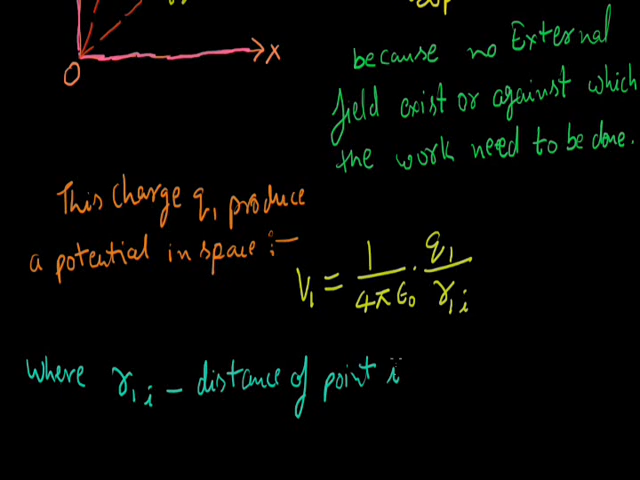 O
X
because no External
field exist or against which
the work need to be done.
This charge q₁ produce
a potential in space :-
V₁ = 1/4πε₀ · q₁/r₁ᵢ
where r₁ᵢ – distance of point i